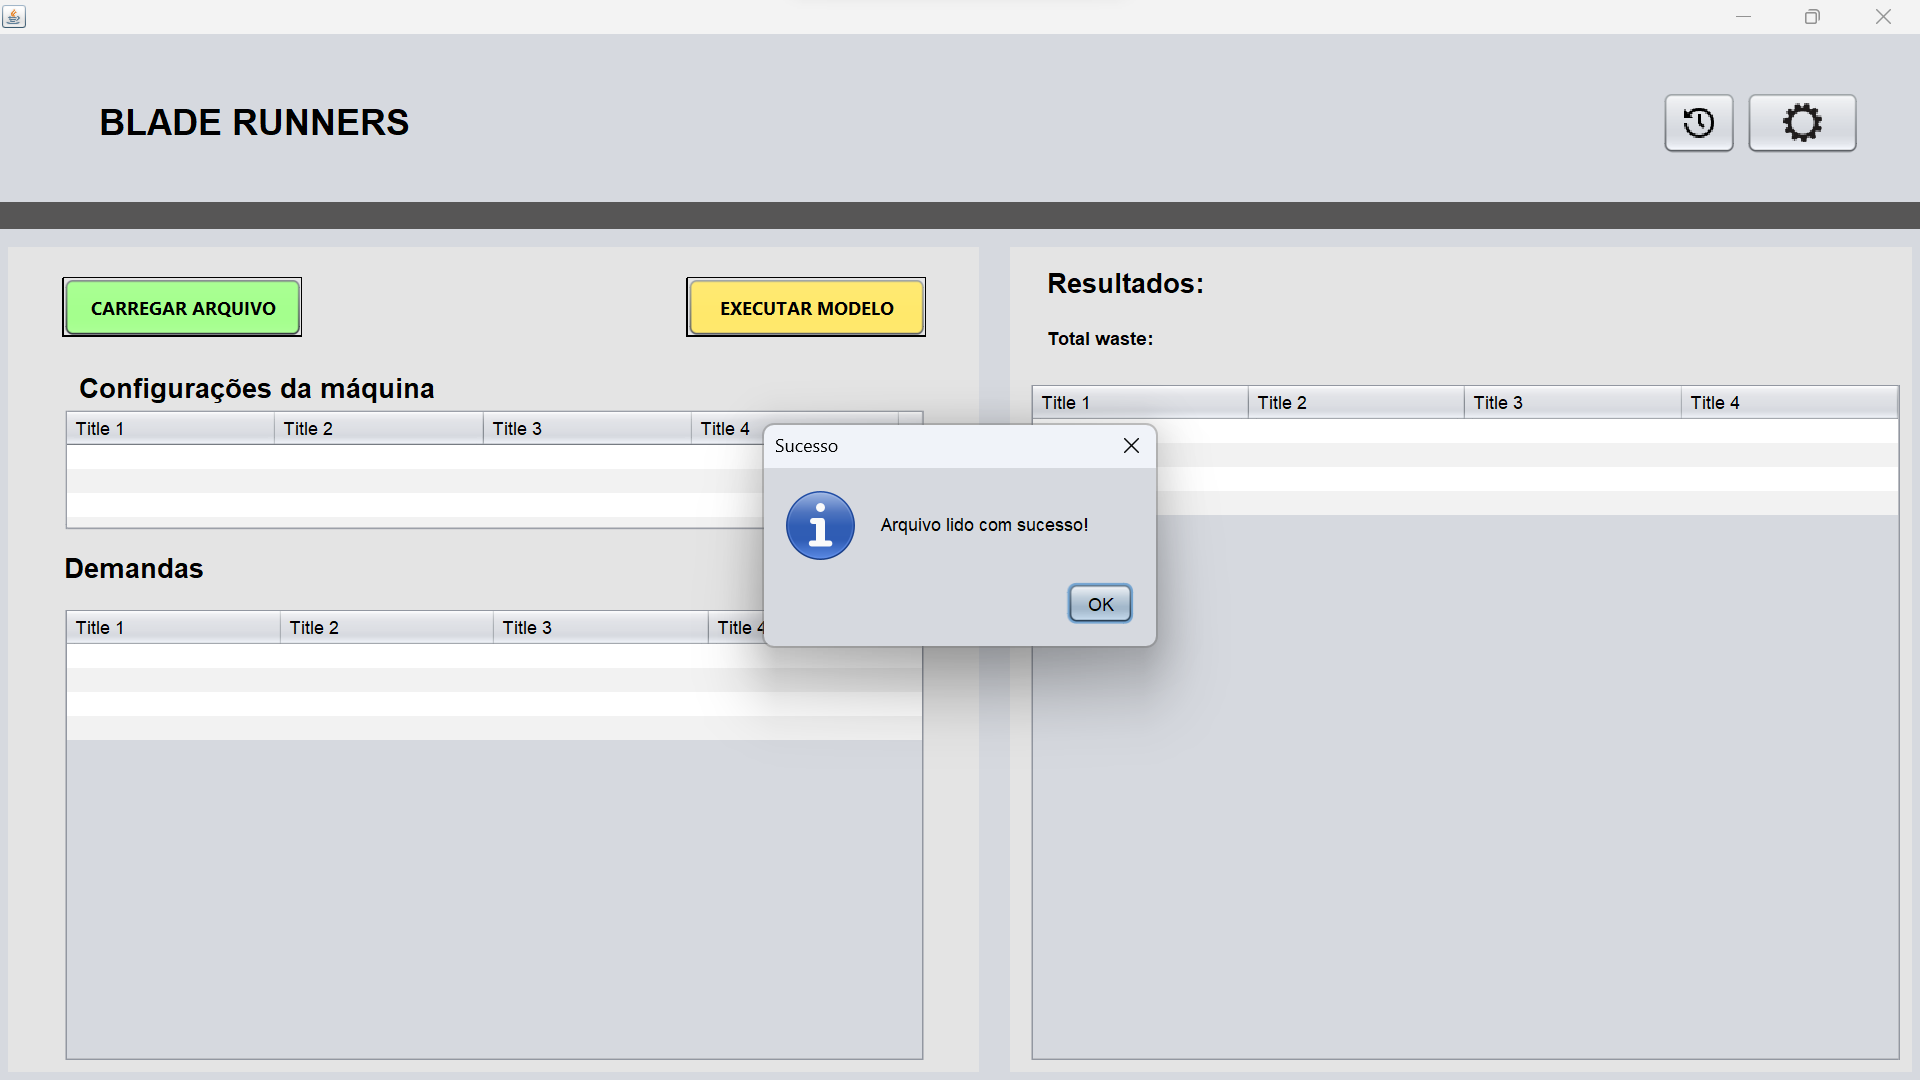 BLADE RUNNERS
CARREGAR ARQUIVO
EXECUTAR MODELO
Configurações da máquina
Title 1 Title 2 Title 3 Title 4
Demandas
Title 1 Title 2 Title 3 Title 4
Sucesso
Arquivo lido com sucesso!
OK
Resultados:
Total waste:
Title 1 Title 2 Title 3 Title 4